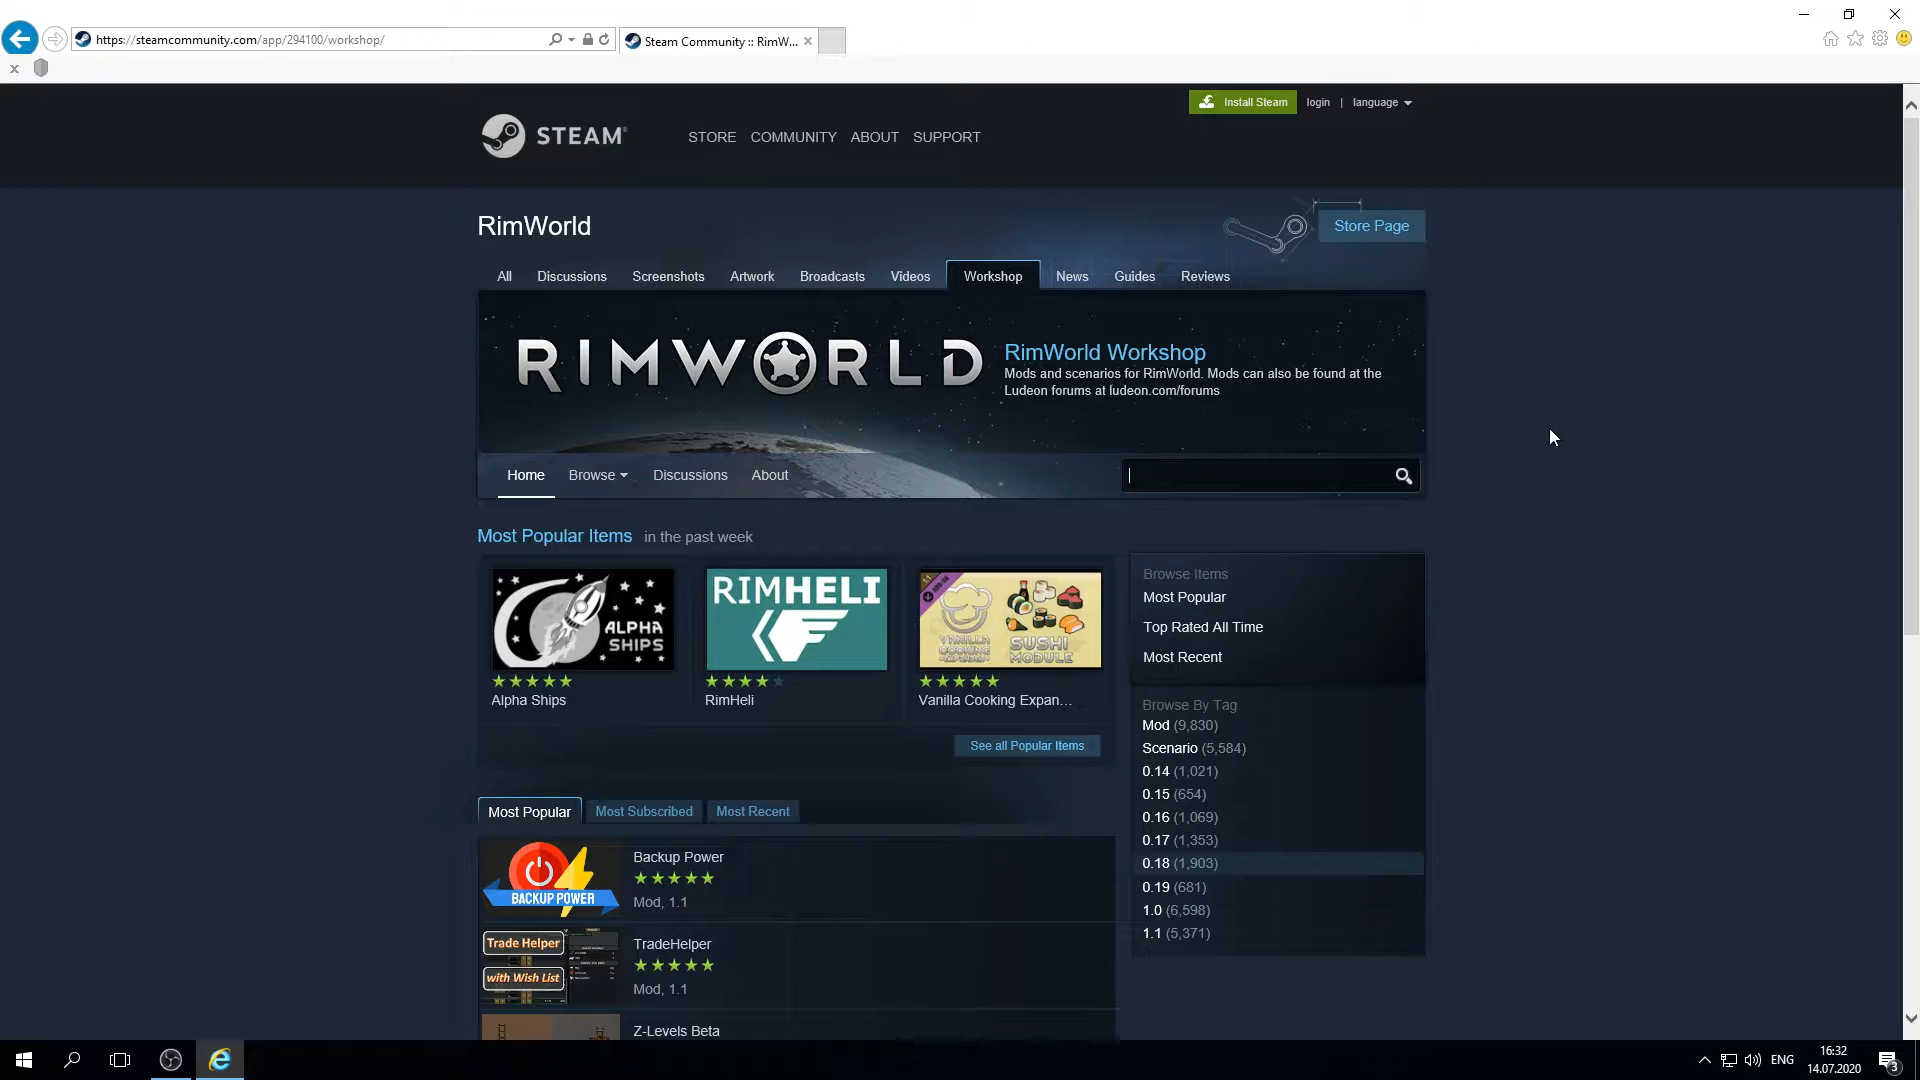 https://steamcommunity.com/app/294100/workshop/
Steam Community :: RimW...
Install Steam
login | language
STEAM
STORE COMMUNITY ABOUT SUPPORT
RimWorld
Store Page
All Discussions Screenshots Artwork Broadcasts Videos Workshop News Guides Reviews
RIMWORLD
RimWorld Workshop
Mods and scenarios for RimWorld. Mods can also be found at the
Ludeon forums at ludeon.com/forums
Home Browse Discussions About
Most Popular Items in the past week
ALPHA
SHIPS
Alpha Ships
RIMHELI
RimHeli
1.1
VANILLA
COOKING
SUSHI
MODULE
Vanilla Cooking Expan...
See all Popular Items
Browse Items
Most Popular
Top Rated All Time
Most Recent
Browse By Tag
Mod (9,830)
Scenario (5,584)
0.14 (1,021)
0.15 (654)
0.16 (1,069)
0.17 (1,353)
0.18 (1,903)
0.19 (681)
1.0 (6,598)
1.1 (5,371)
Most Popular Most Subscribed Most Recent
BACKUP POWER
Backup Power
Mod, 1.1
Trade Helper
with Wish List
TradeHelper
Mod, 1.1
Z-Levels Beta
ENG
16:32
14.07.2020
3